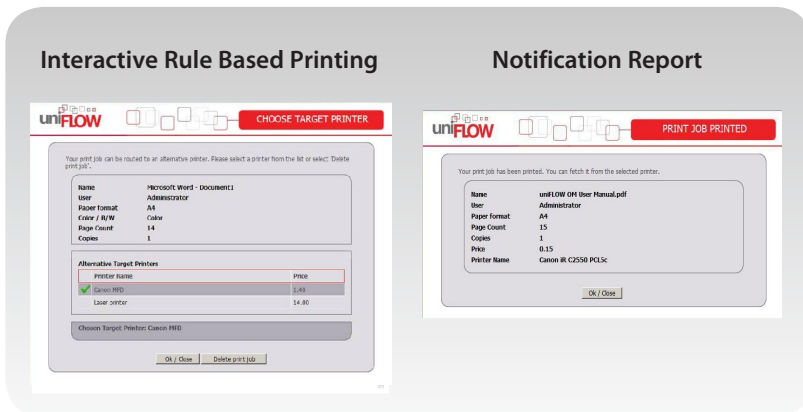 Interactive Rule Based Printing
uniFLOW
CHOOSE TARGET PRINTER
Your print job can be routed to an alternative printer. Please select a printer from the list or select 'Delete
print job'.
Name Microsoft Word - Document1
User Administrator
Paper format A4
Color / B/W Color
Page Count 14
Copies 1
Alternative Target Printers
Printer Name Price
Canon MFD 1.40
Laser printer 14.00
Chosen Target Printer: Canon MFD
Ok / Close Delete print job
Notification Report
uniFLOW
PRINT JOB PRINTED
Your print job has been printed. You can fetch it from the selected printer.
Name uniFLOW OM User Manual.pdf
User Administrator
Paper format A4
Page Count 15
Copies 1
Price 0.15
Printer Name Canon iR C2550 PCL5c
Ok / Close